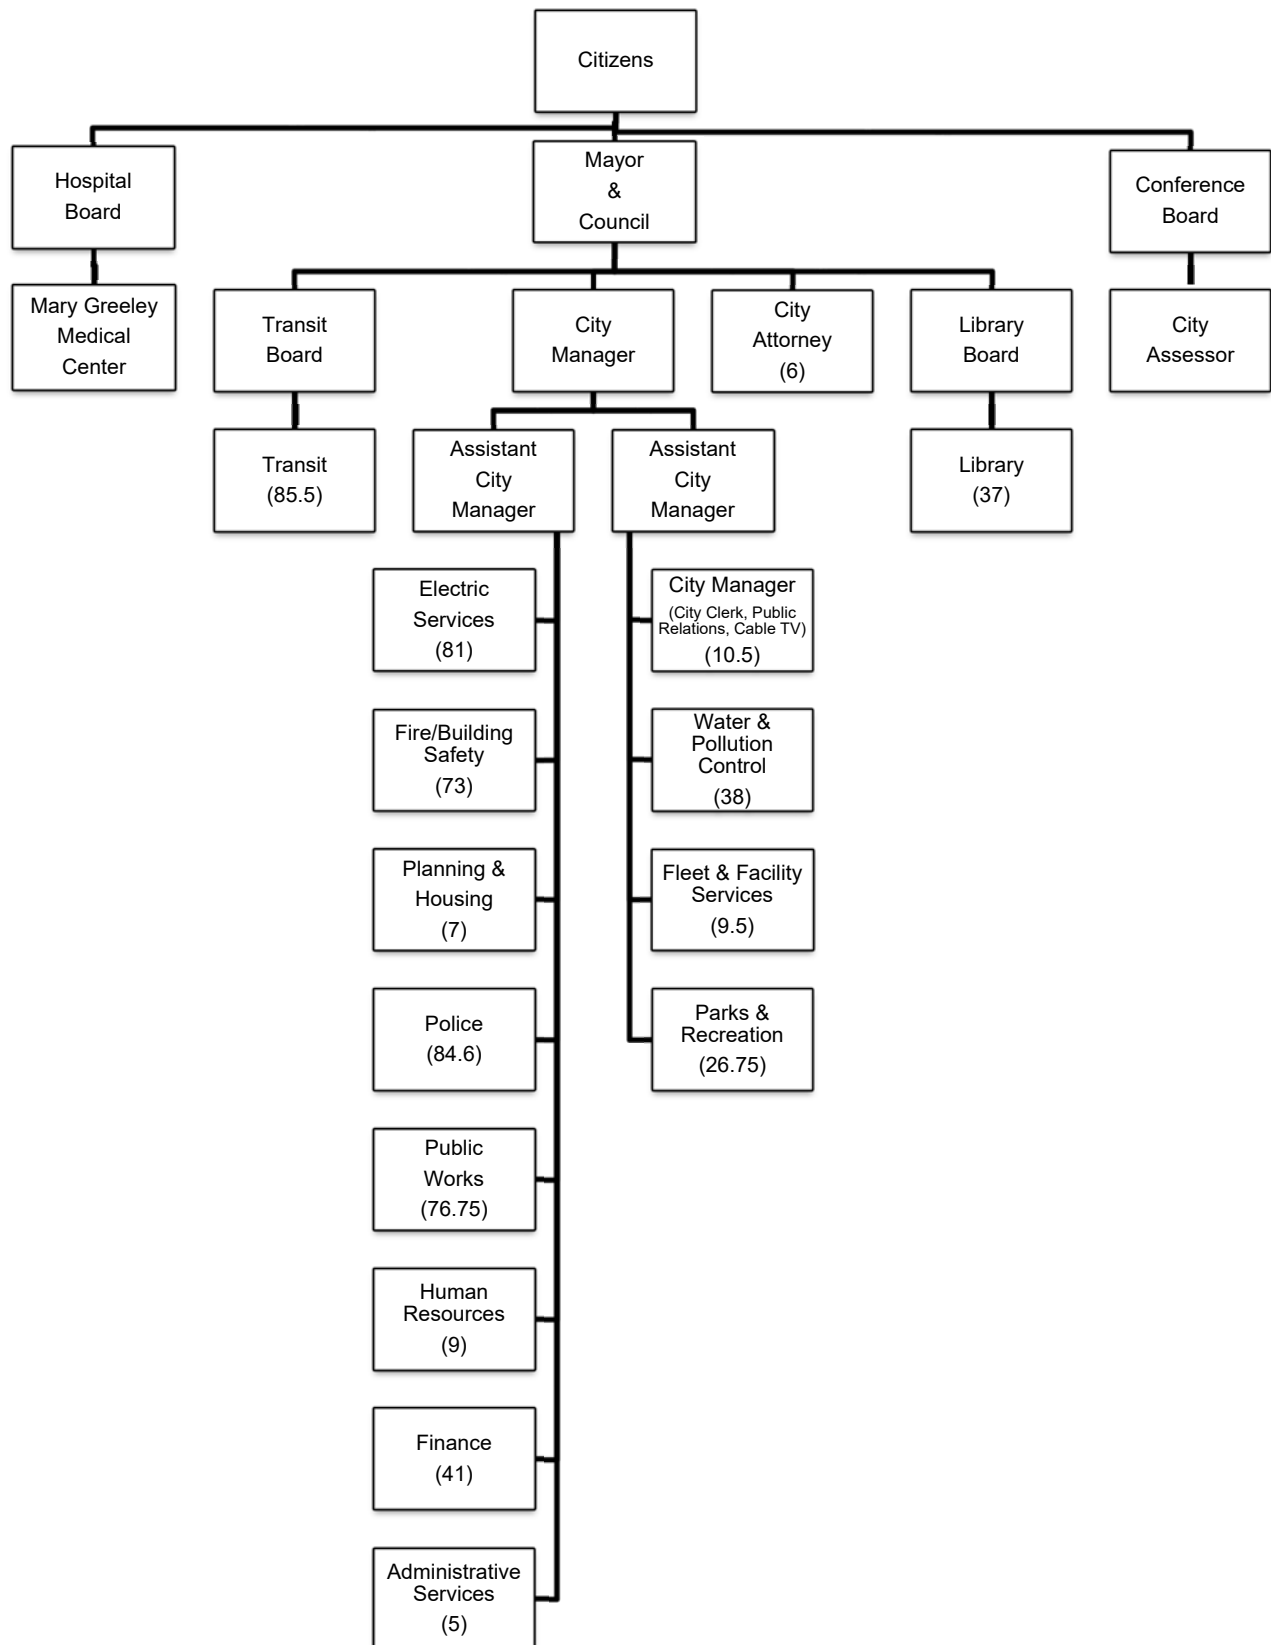 Citizens
Hospital
Board
Mayor
&
Council
Conference
Board
Mary Greeley
Medical
Center
Transit
Board
City
Manager
City
Attorney
(6)
Library
Board
City
Assessor
Transit
(85.5)
Assistant
City
Manager
Assistant
City
Manager
Library
(37)
Electric
Services
(81)
City Manager
(City Clerk, Public
Relations, Cable TV)
(10.5)
Fire/Building
Safety
(73)
Water &
Pollution
Control
(38)
Planning &
Housing
(7)
Fleet & Facility
Services
(9.5)
Police
(84.6)
Parks &
Recreation
(26.75)
Public
Works
(76.75)
Human
Resources
(9)
Finance
(41)
Administrative
Services
(5)